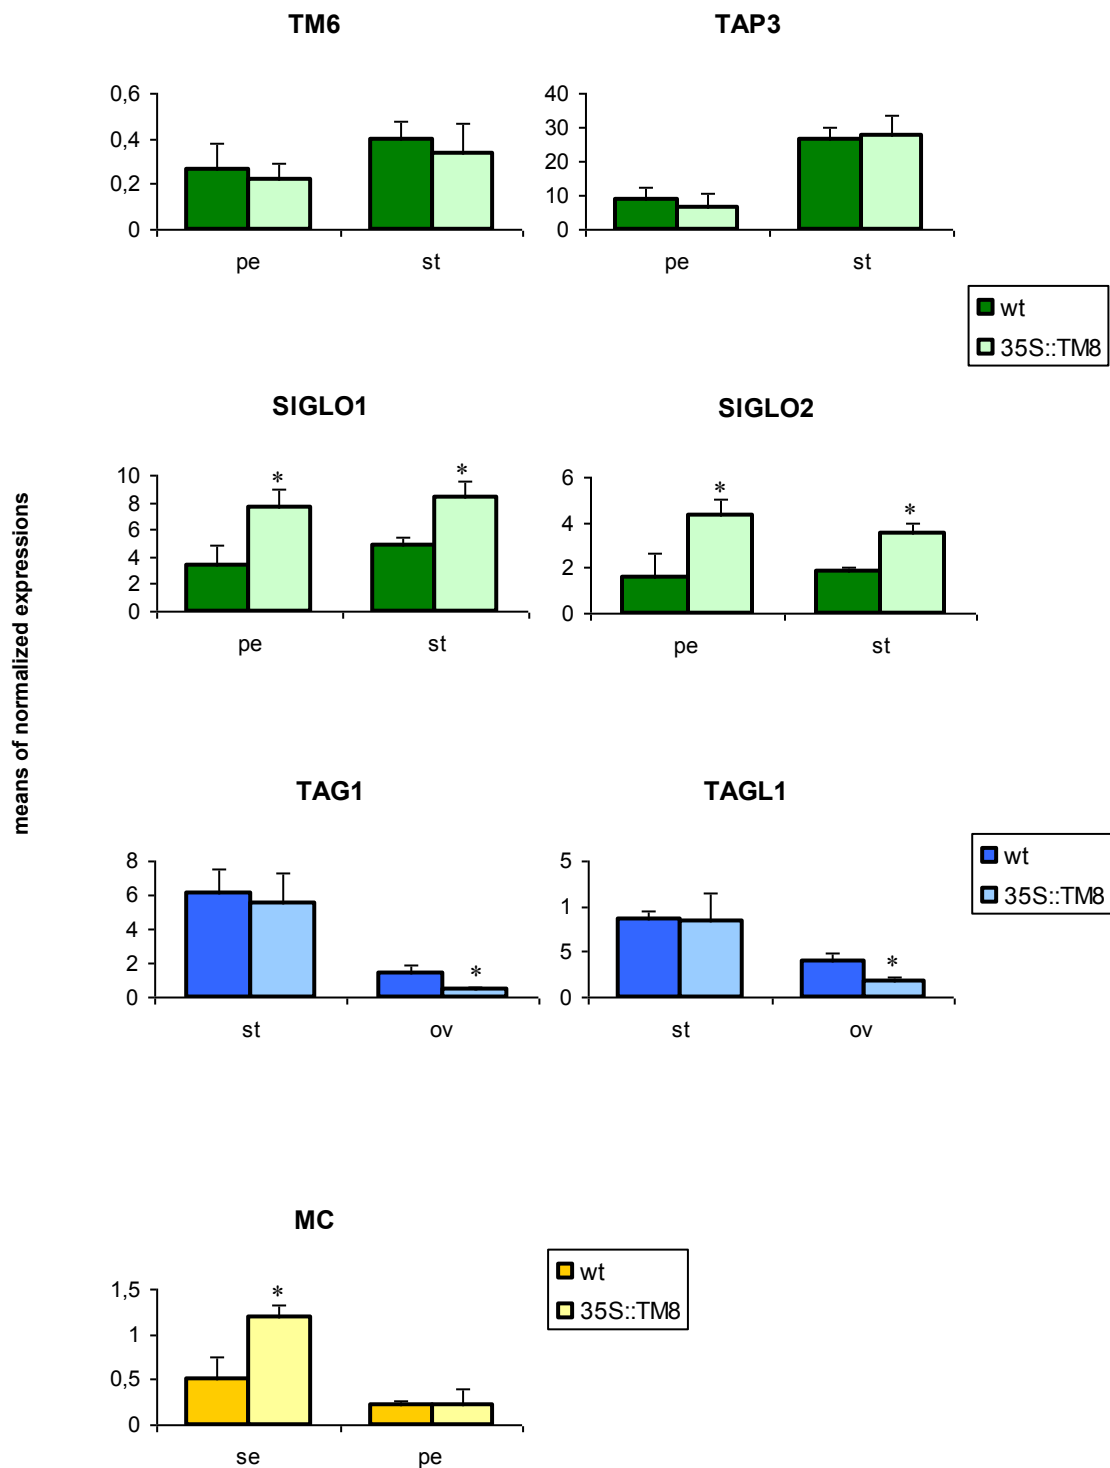 TM6
TAP3
0,6
0,4
0,2
0
pe
st
40
30
20
10
0
pe
st
wt
35S::TM8
means of normalized expressions
SlGLO1
SlGLO2
10
8
6
4
2
0
*
*
pe
st
6
4
2
0
*
*
pe
st
TAG1
TAGL1
8
6
4
2
0
*
st
ov
5
1
5
0
*
st
ov
wt
35S::TM8
MC
1,5
1
0,5
0
*
se
pe
wt
35S::TM8